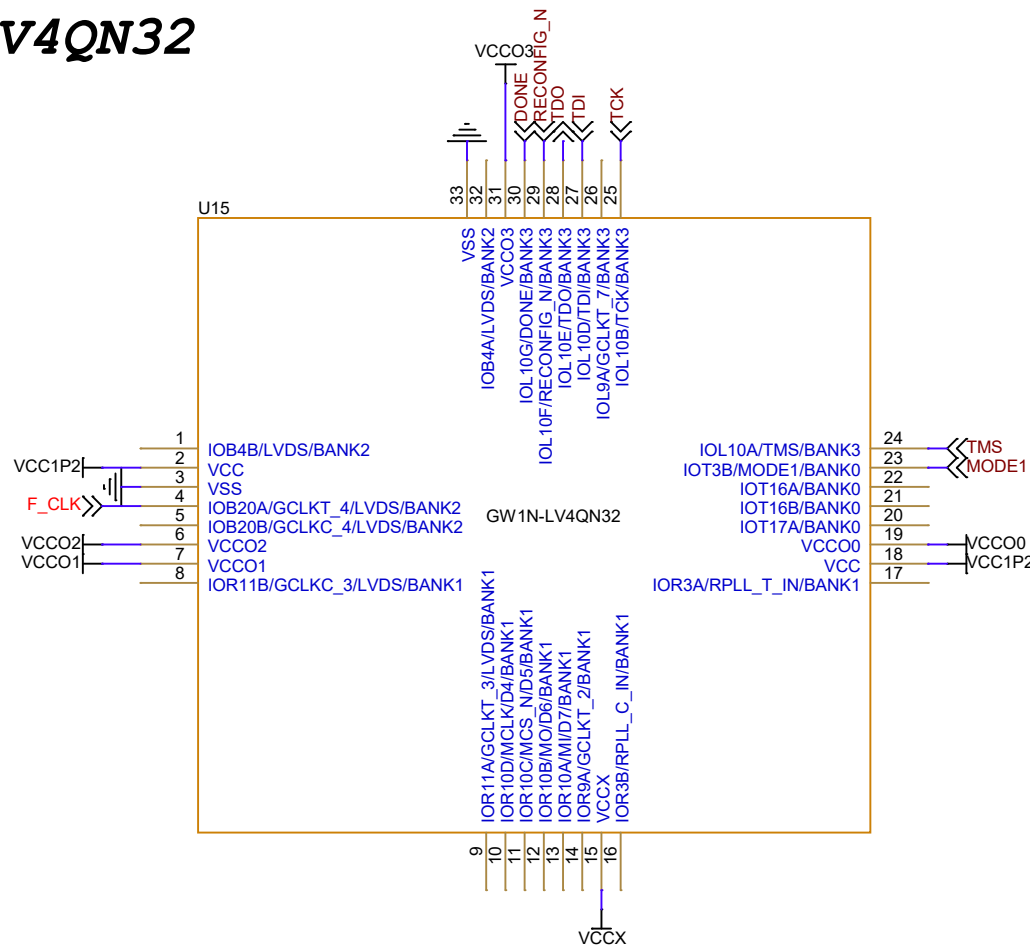 V4QN32
VCCO3
DONE
RECONFIG_N
TDO
TDI
TCK
33
32
31
30
29
28
27
26
25
U15
VSS
IOB4A/LVDS/BANK2
VCCO3
IOL10G/DONE/BANK3
IOL10F/RECONFIG_N/BANK3
IOL10E/TDO/BANK3
IOL10D/TDI/BANK3
IOL9A/GCLKT_7/BANK3
IOL10B/TCK/BANK3
1 IOB4B/LVDS/BANK2
VCC1P2 2 VCC
3 VSS
F_CLK 4 IOB20A/GCLKT_4/LVDS/BANK2
5 IOB20B/GCLKC_4/LVDS/BANK2
VCCO2 6 VCCO2
VCCO1 7 VCCO1
8 IOR11B/GCLKC_3/LVDS/BANK1
GW1N-LV4QN32
IOL10A/TMS/BANK3 24 TMS
IOT3B/MODE1/BANK0 23 MODE1
IOT16A/BANK0 22
IOT16B/BANK0 21
IOT17A/BANK0 20
VCCO0 19 VCCO0
VCC 18 VCC1P2
IOR3A/RPLL_T_IN/BANK1 17
IOR11A/GCLKT_3/LVDS/BANK1
IOR10D/MCLK/D4/BANK1
IOR10C/MCS_N/D5/BANK1
IOR10B/MO/D6/BANK1
IOR10A/MI/D7/BANK1
IOR9A/GCLKT_2/BANK1
VCCX
IOR3B/RPLL_C_IN/BANK1
9
10
11
12
13
14
15
16
VCCX